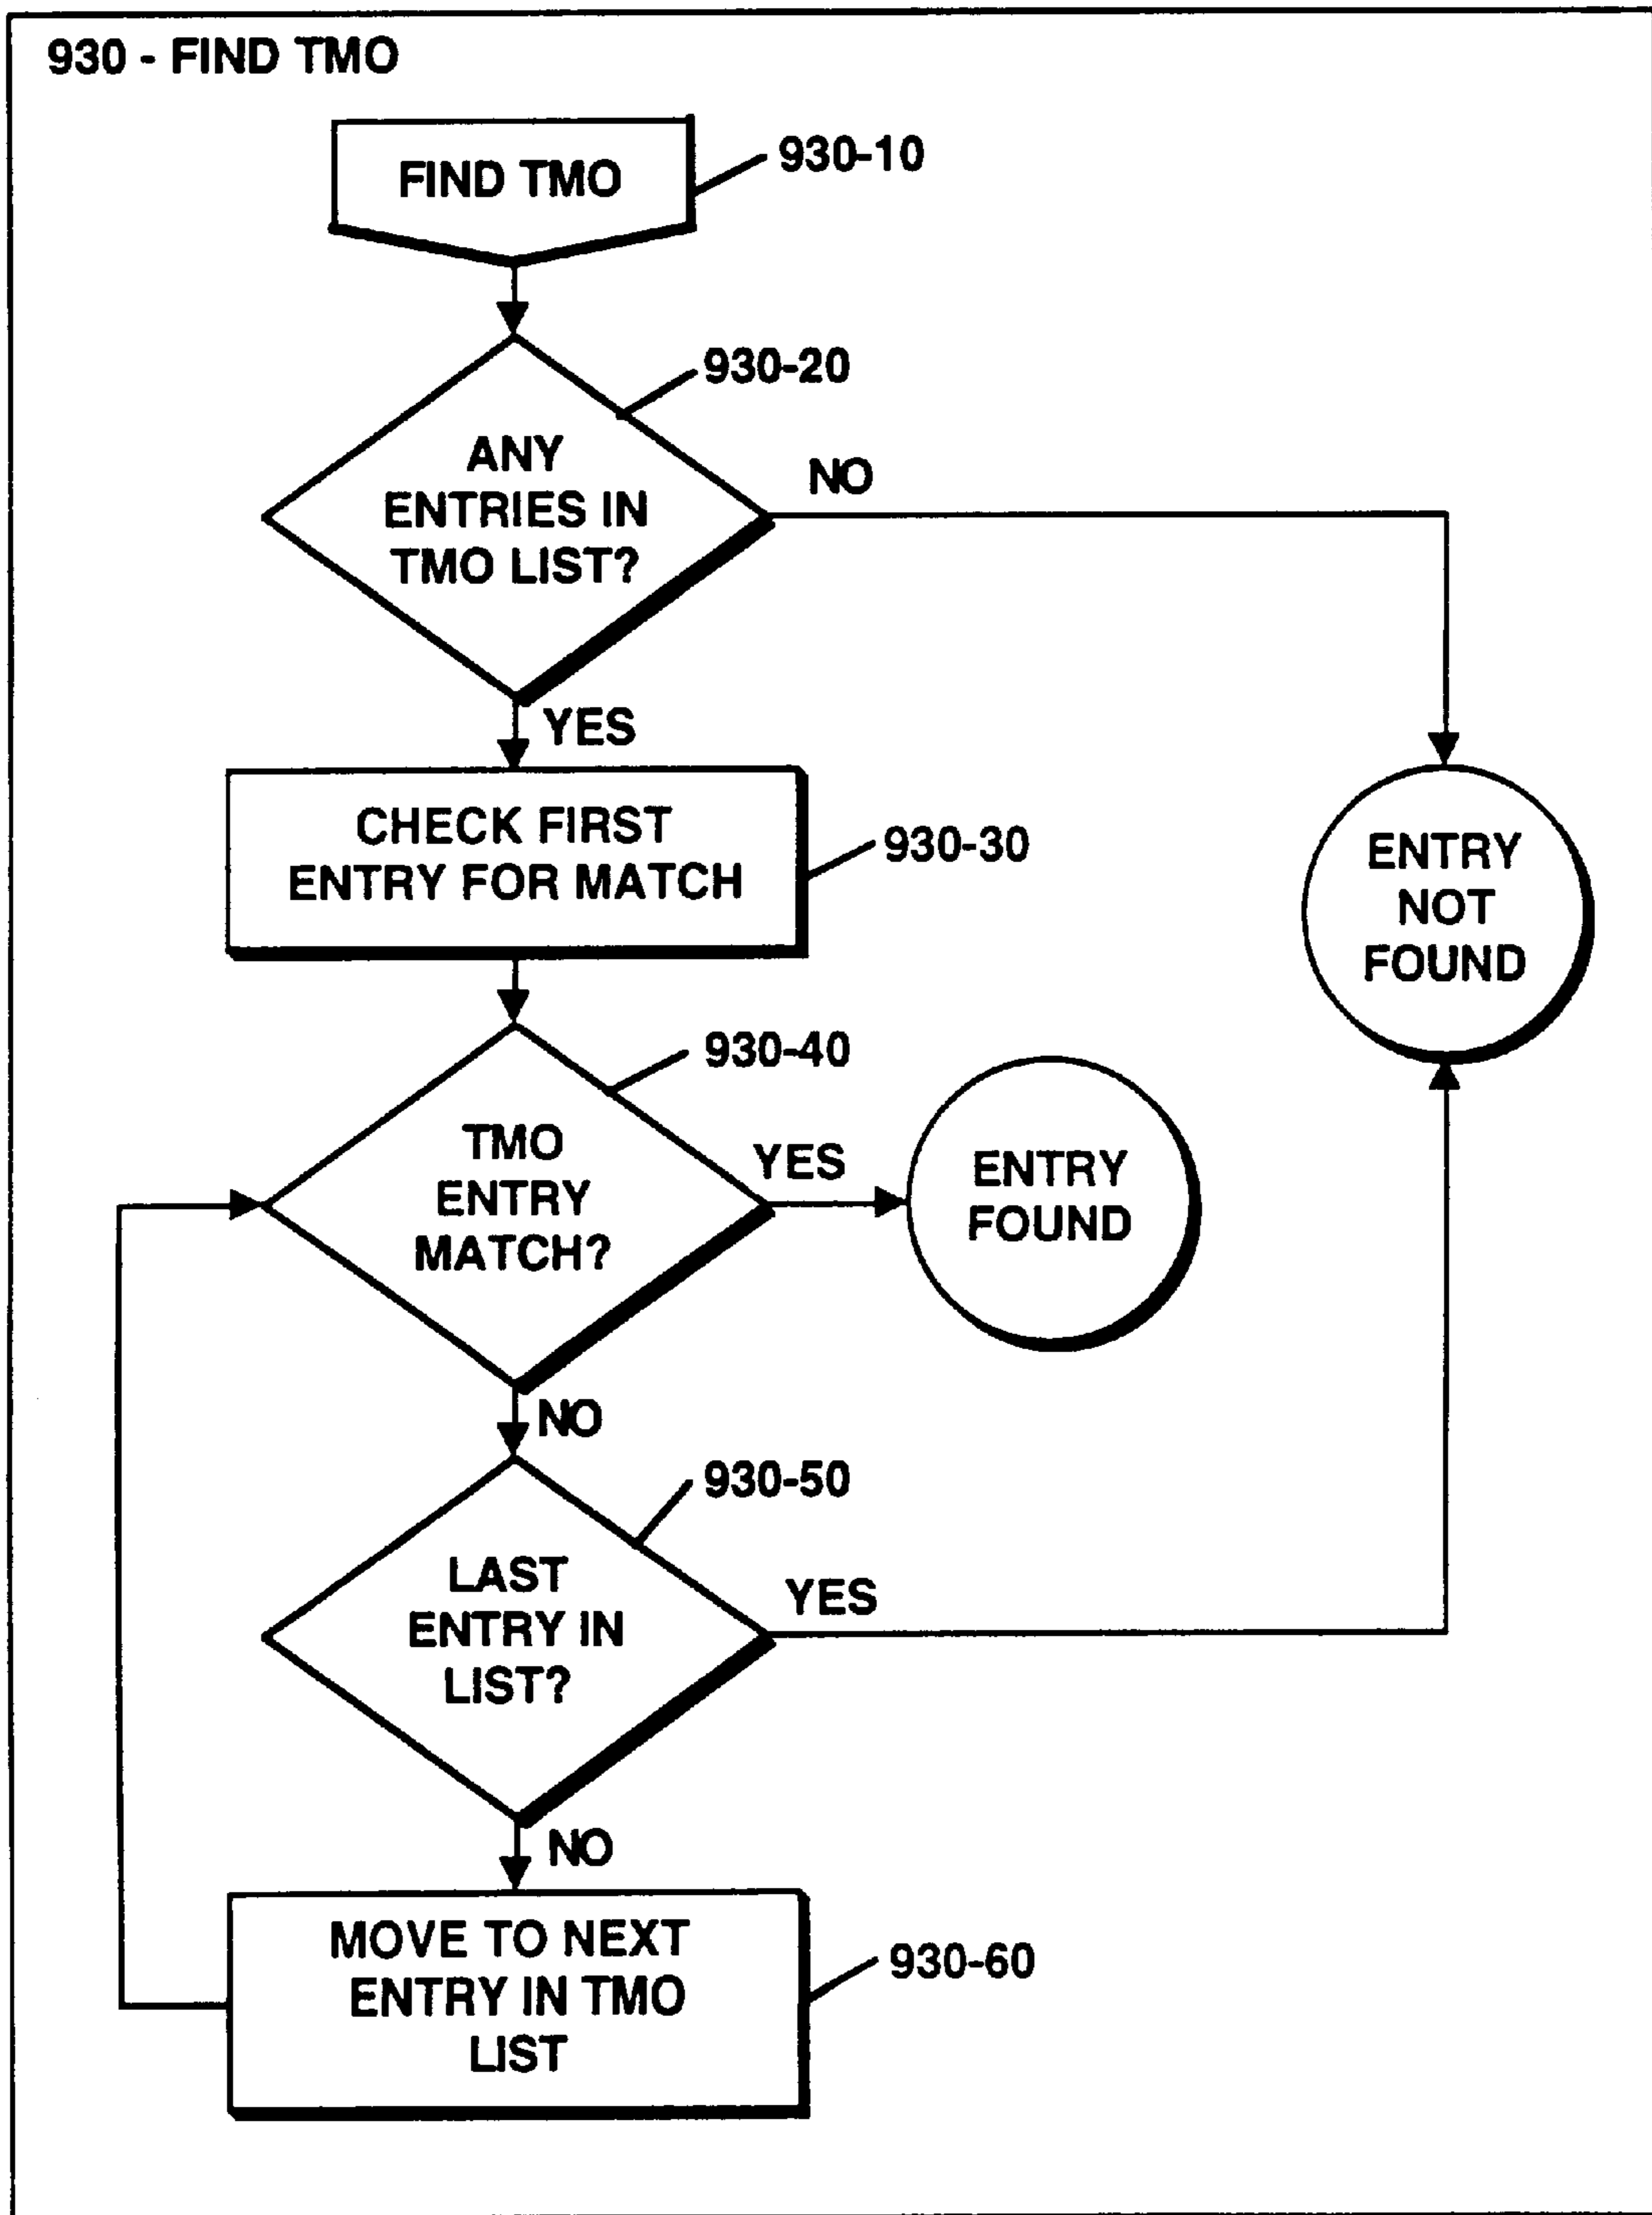 930 - FIND TMO
FIND TMO
930-10
930-20
ANY
ENTRIES IN
TMO LIST?
NO
YES
CHECK FIRST
ENTRY FOR MATCH
930-30
ENTRY
NOT
FOUND
930-40
TMO
ENTRY
MATCH?
YES
ENTRY
FOUND
NO
930-50
LAST
ENTRY IN
LIST?
YES
NO
MOVE TO NEXT
ENTRY IN TMO
LIST
930-60